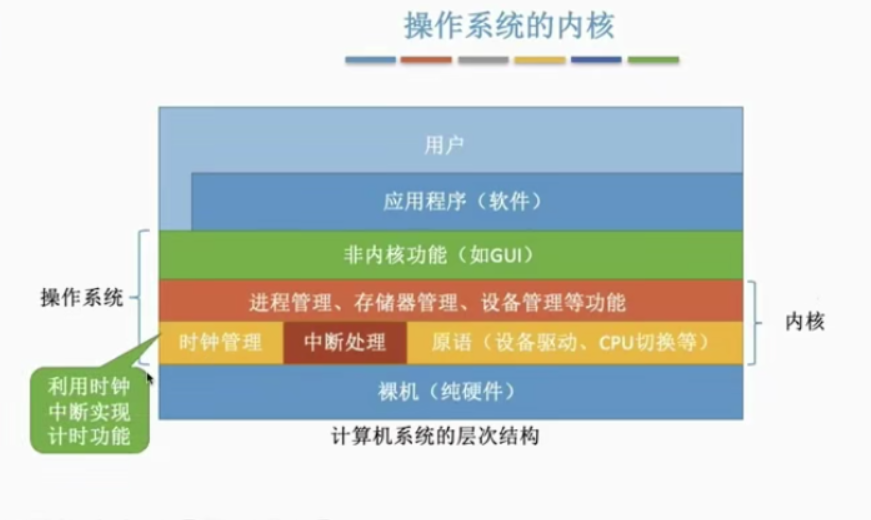 操作系统的内核
用户
应用程序（软件）
非内核功能（如GUI）
操作系统
进程管理、存储器管理、设备管理等功能
内核
时钟管理
中断处理
原语（设备驱动、CPU切换等）
利用时钟
中断实现
计时功能
裸机（纯硬件）
计算机系统的层次结构